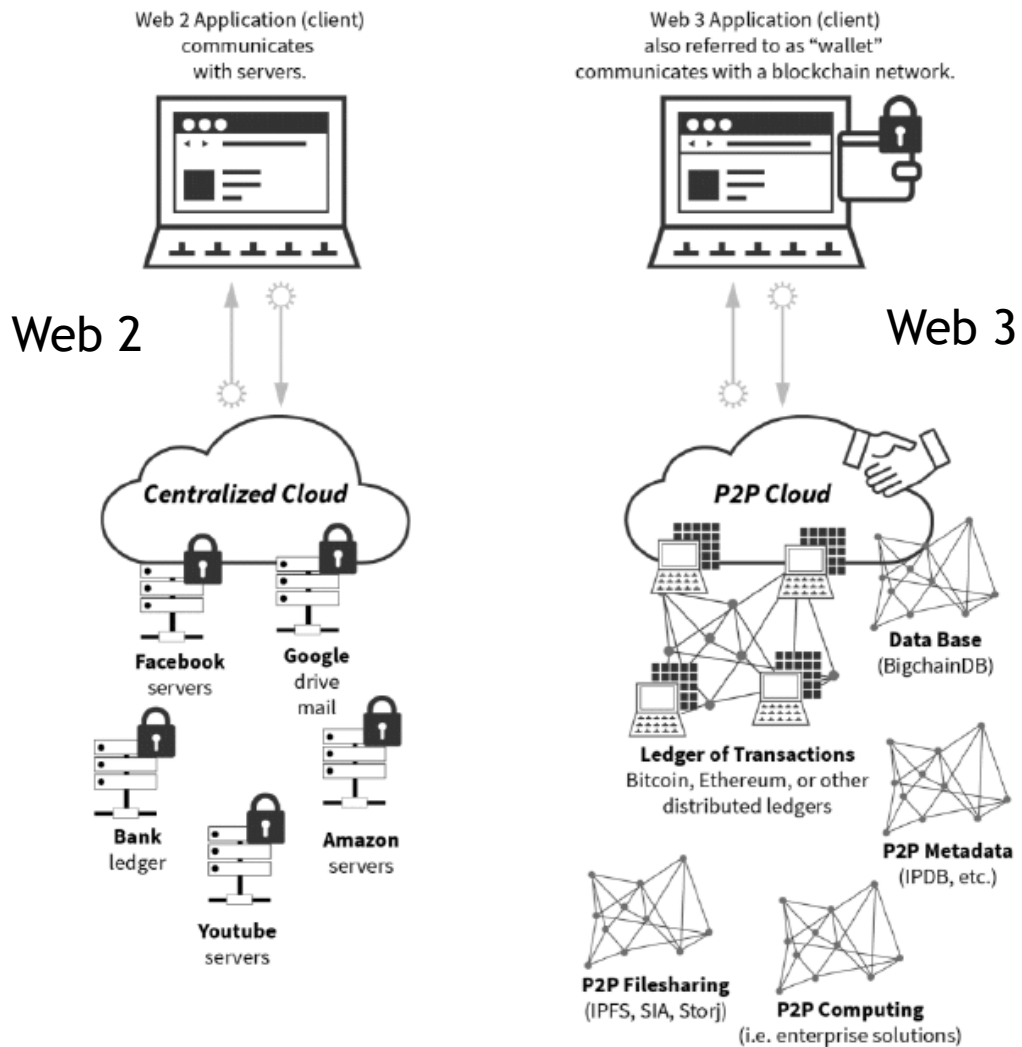 Web 2 Application (client)
communicates
with servers.
Web 2
Centralized Cloud
Facebook
servers
Google
drive
mail
Bank
ledger
Amazon
servers
Youtube
servers
Web 3 Application (client)
also referred to as “wallet”
communicates with a blockchain network.
Web 3
P2P Cloud
Data Base
(BigchainDB)
Ledger of Transactions
Bitcoin, Ethereum, or other
distributed ledgers
P2P Metadata
(IPDB, etc.)
P2P Filesharing
(IPFS, SIA, Storj)
P2P Computing
(i.e. enterprise solutions)